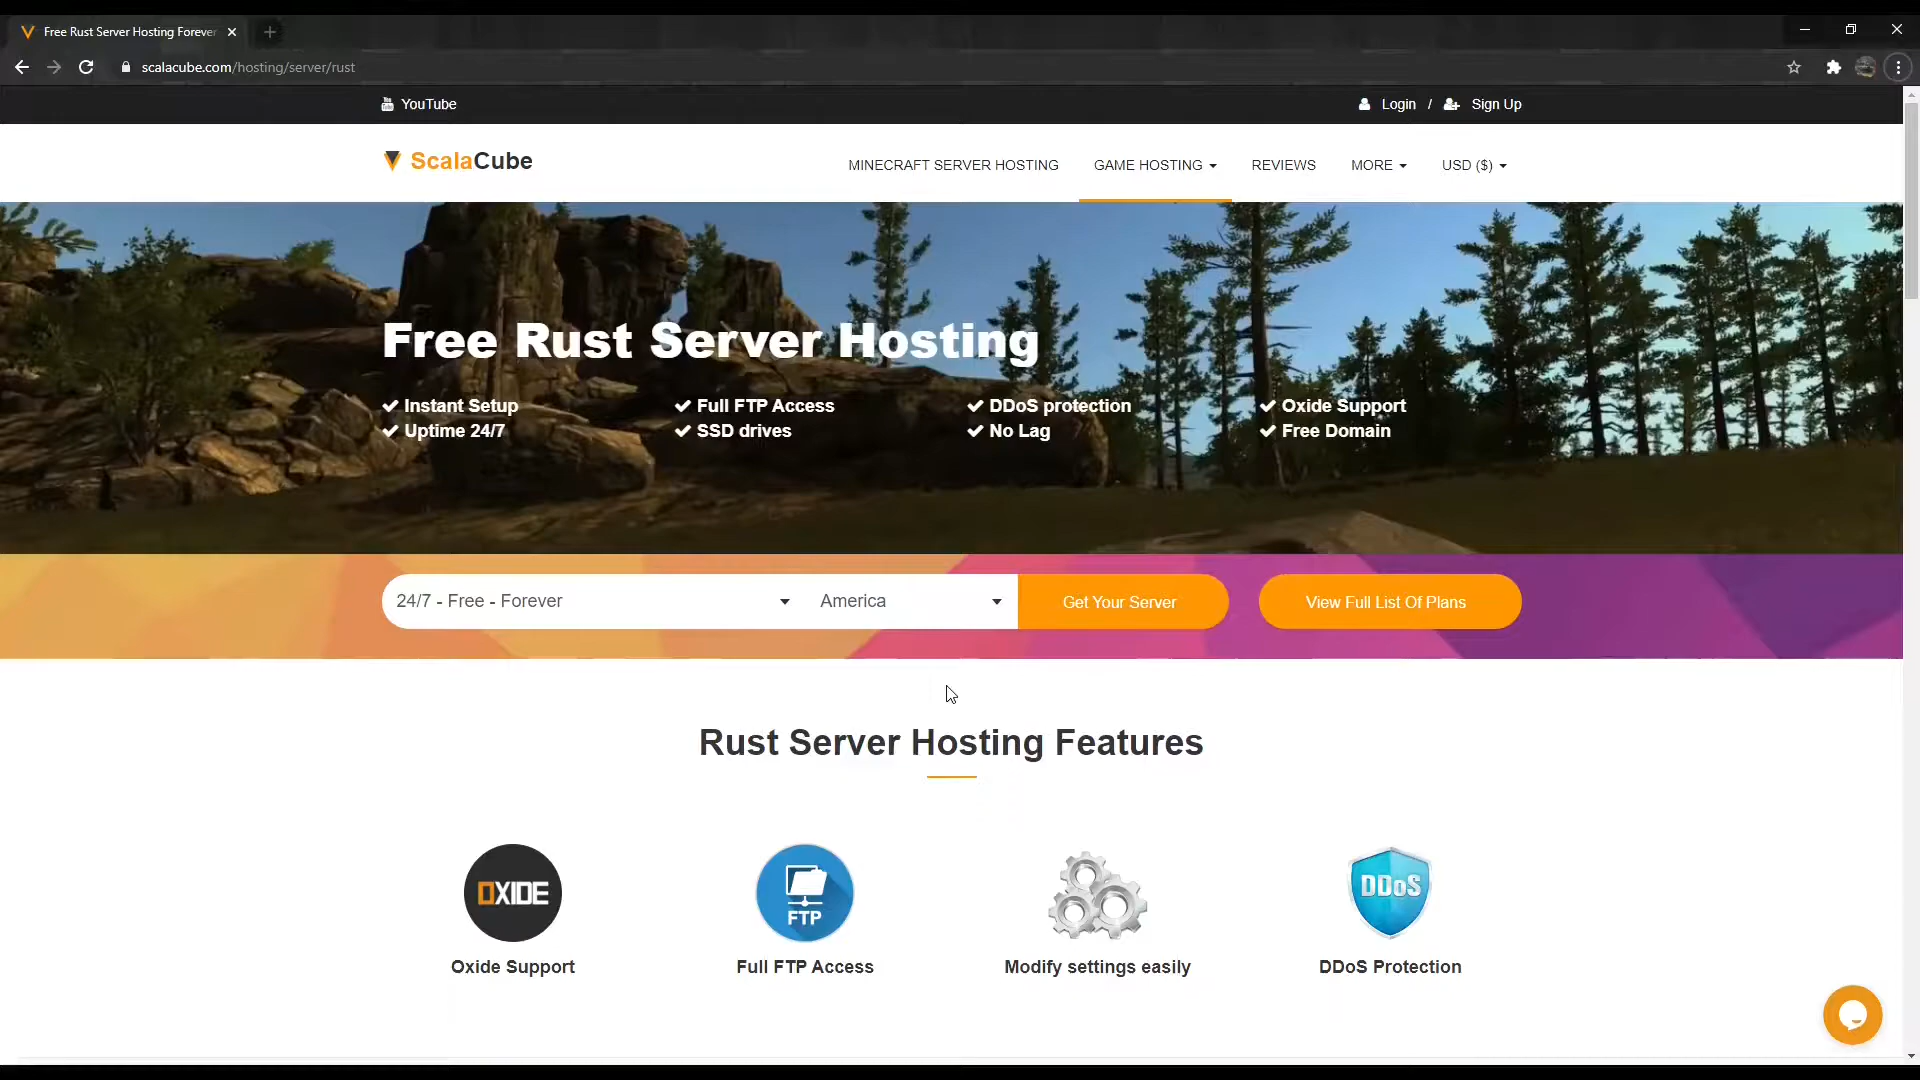 Free Rust Server Hosting Forever
scalacube.com/hosting/server/rust
YouTube
Login / Sign Up
ScalaCube
MINECRAFT SERVER HOSTING
GAME HOSTING
REVIEWS
MORE
USD ($)
Free Rust Server Hosting
Instant Setup
Full FTP Access
DDoS protection
Oxide Support
Uptime 24/7
SSD drives
No Lag
Free Domain
24/7 - Free - Forever
America
Get Your Server
View Full List Of Plans
Rust Server Hosting Features
OXIDE
FTP
DDoS
Oxide Support
Full FTP Access
Modify settings easily
DDoS Protection